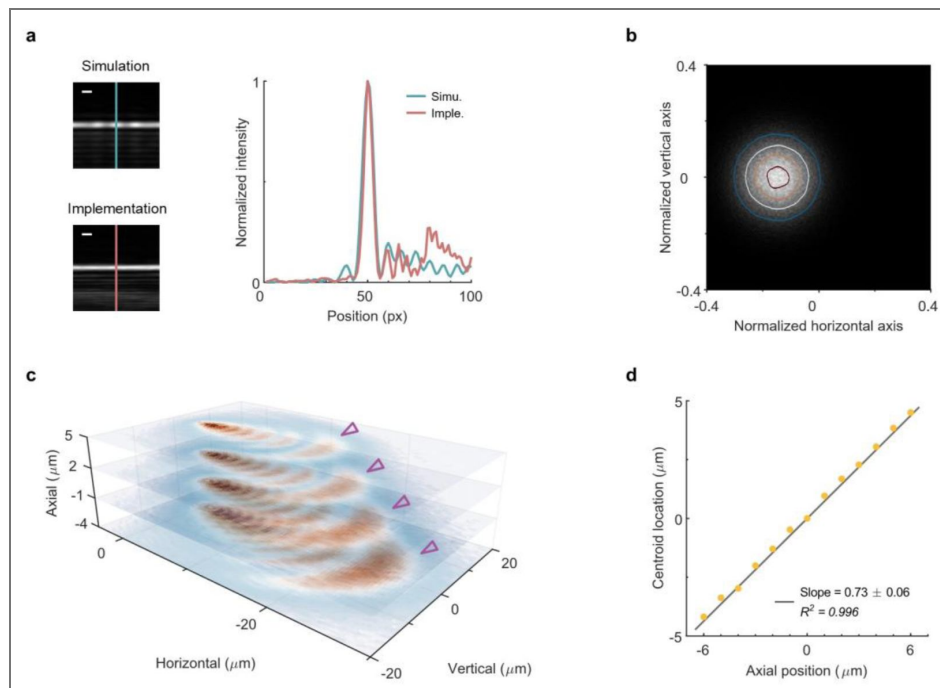 a
Simulation
Implementation
Normalized intensity
1
0
0
50
100
Position (px)
Simu.
Imple.
b
Normalized vertical axis
0.4
0
-0.4
-0.4
0
0.4
Normalized horizontal axis
c
Axial (μm)
5
2
-1
-4
0
-20
Horizontal (μm)
-20
0
20
Vertical (μm)
d
Centroid location (μm)
5
0
-5
-6
0
6
Axial position (μm)
Slope = 0.73 ± 0.06
R² = 0.996